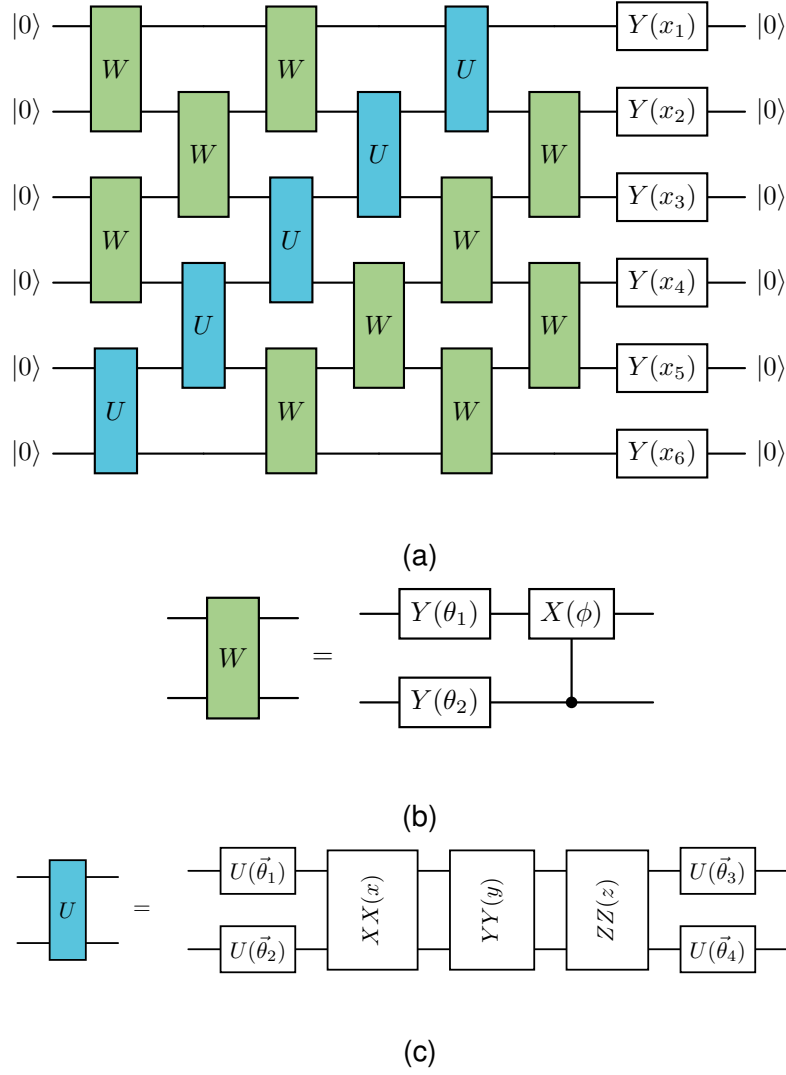 |0⟩ W W U Y(x₁) |0⟩
|0⟩ W U W Y(x₂) |0⟩
|0⟩ W U W Y(x₃) |0⟩
|0⟩ U W W Y(x₄) |0⟩
|0⟩ U W W Y(x₅) |0⟩
|0⟩ Y(x₆) |0⟩
(a)
W = Y(θ₁) X(ϕ)
Y(θ₂)
(b)
U = U(θ⃗₁) XX(x) YY(y) ZZ(z) U(θ⃗₃)
U(θ⃗₂) U(θ⃗₄)
(c)